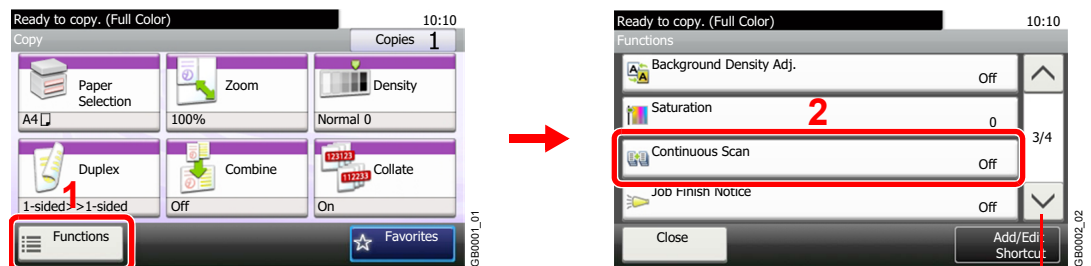 Ready to copy. (Full Color) 10:10
Copy Copies 1
Paper Selection
A4
Zoom
100%
Density
Normal 0
Duplex
1-sided>>1-sided
Combine
Off
123123
112233
Collate
On
1
Functions
Favorites
GB0001_01
Ready to copy. (Full Color) 10:10
Functions
Background Density Adj.
Off
Saturation
0
2
3/4
Continuous Scan
Off
Job Finish Notice
Off
Close
Add/Edit
Shortcut
GB0002_02